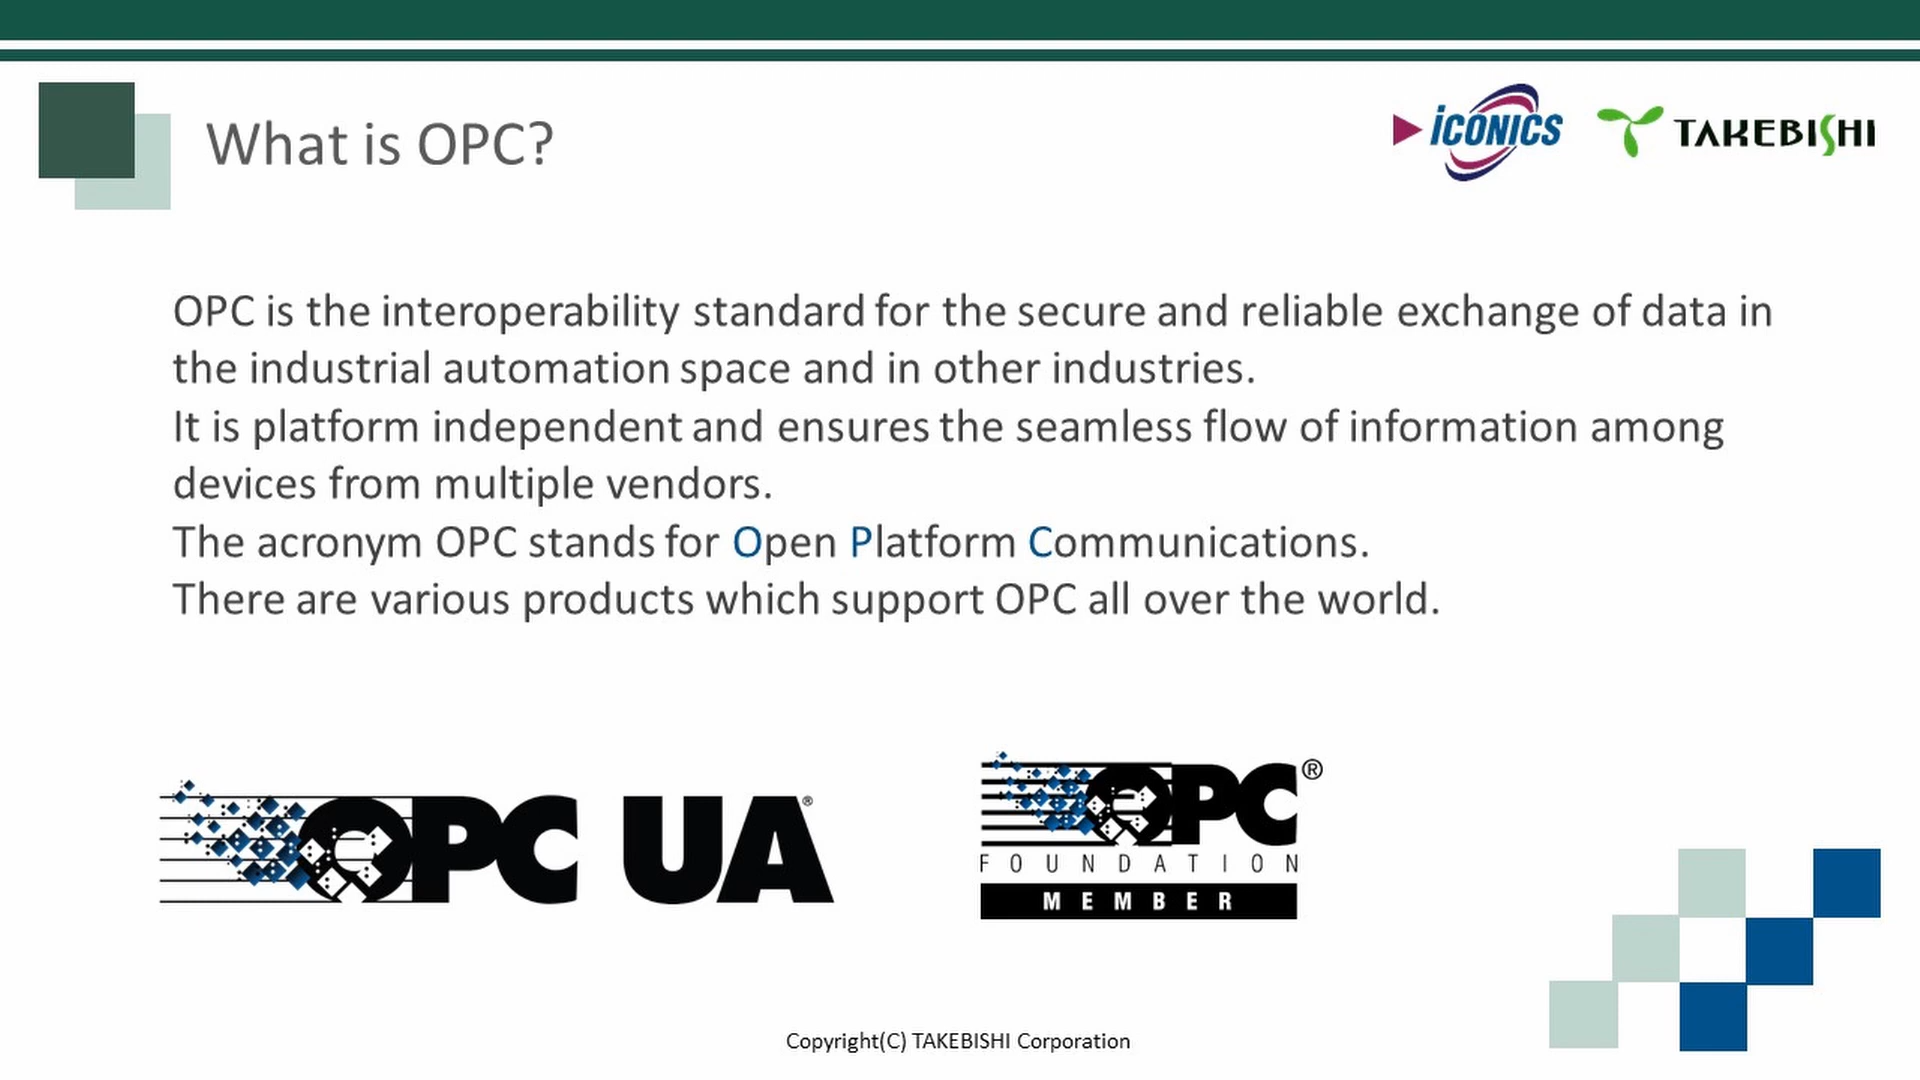 What is OPC?
ICONICS
TAKEBISHI
OPC is the interoperability standard for the secure and reliable exchange of data in
the industrial automation space and in other industries.
It is platform independent and ensures the seamless flow of information among
devices from multiple vendors.
The acronym OPC stands for Open Platform Communications.
There are various products which support OPC all over the world.
OPC UA®
OPC®
FOUNDATION
MEMBER
Copyright(C) TAKEBISHI Corporation